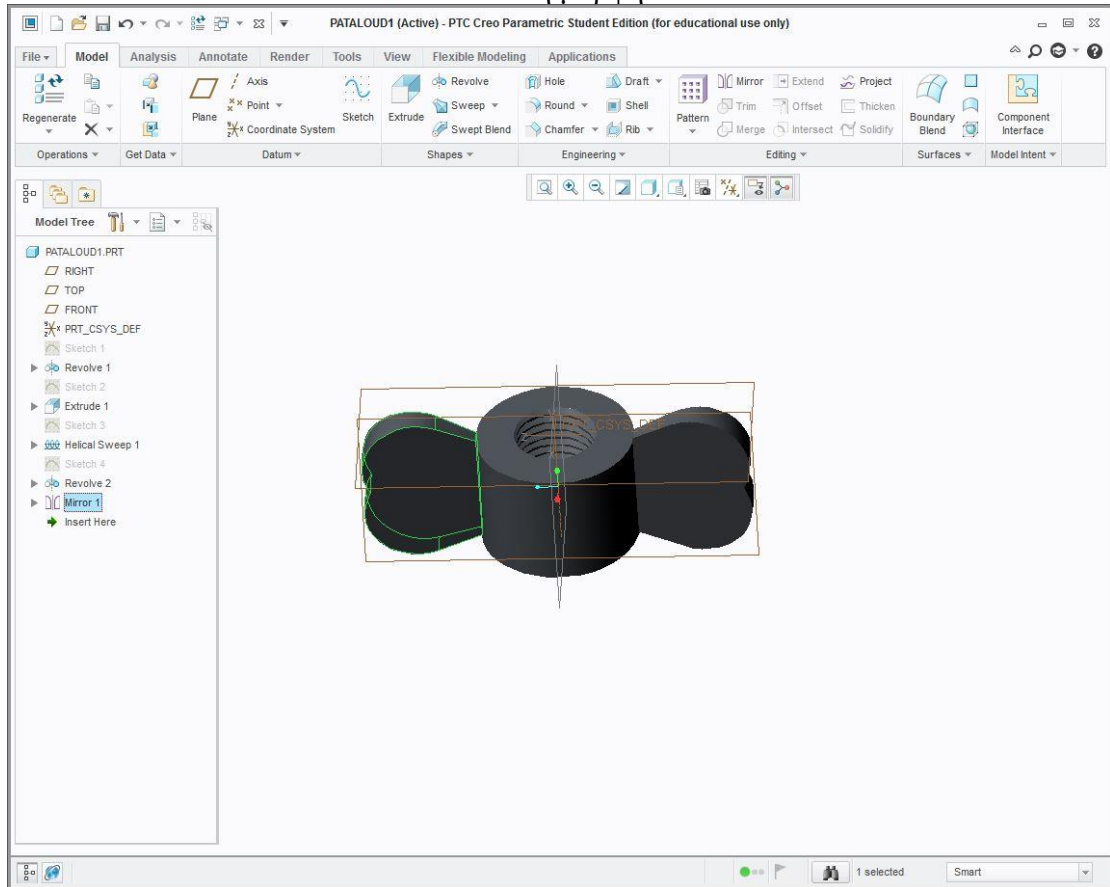 PATALOUD1 (Active) - PTC Creo Parametric Student Edition (for educational use only)
File Model Analysis Annotate Render Tools View Flexible Modeling Applications
Regenerate
Operations
Get Data
Plane
Axis
Point
Coordinate System
Sketch
Datum
Extrude
Revolve
Sweep
Swept Blend
Shapes
Hole
Round
Chamfer
Draft
Shell
Rib
Engineering
Pattern
Mirror
Trim
Merge
Extend
Offset
Intersect
Project
Thicken
Solidify
Editing
Boundary
Blend
Surfaces
Component
Interface
Model Intent
Model Tree
PATALOUD1.PRT
RIGHT
TOP
FRONT
PRT_CSYS_DEF
Sketch 1
Revolve 1
Sketch 2
Extrude 1
Sketch 3
Helical Sweep 1
Sketch 4
Revolve 2
Mirror 1
Insert Here
CSYS_DEF
1 selected
Smart